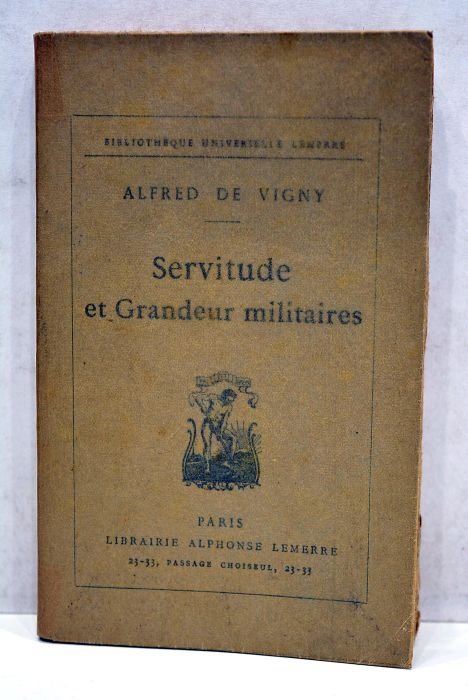 BIBLIOTHÈQUE UNIVERSELLE LEMERRE
ALFRED DE VIGNY
Servitude
et Grandeur militaires
PARIS
LIBRAIRIE ALPHONSE LEMERRE
23-33, PASSAGE CHOISEUL, 23-33